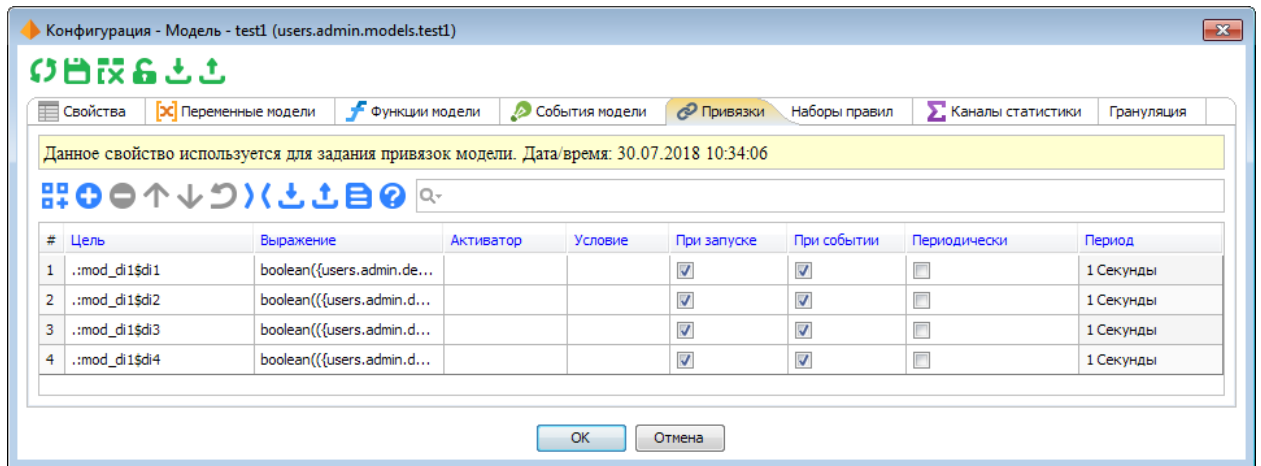 Конфигурация - Модель - test1 (users.admin.models.test1)
Свойства Переменные модели Функции модели События модели Привязки Наборы правил Каналы статистики Грануляция
Данное свойство используется для задания привязок модели. Дата/время: 30.07.2018 10:34:06
# Цель Выражение Активатор Условие При запуске При событии Периодически Период
1 .:mod_di1$di1 boolean({users.admin.de... 1 Секунды
2 .:mod_di1$di2 boolean(({users.admin.d... 1 Секунды
3 .:mod_di1$di3 boolean(({users.admin.d... 1 Секунды
4 .:mod_di1$di4 boolean(({users.admin.d... 1 Секунды
OK Отмена